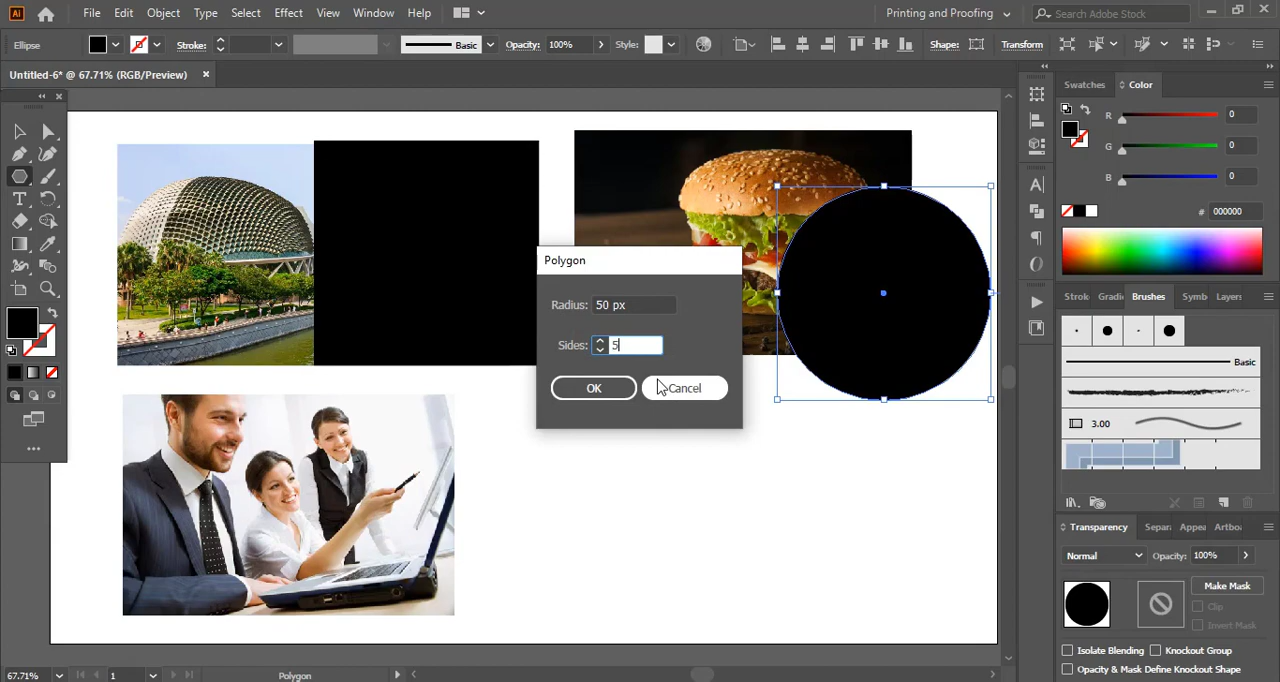 Ai File Edit Object Type Select Effect View Window Help Printing and Proofing Search Adobe Stock
Ellipse Stroke: Basic Opacity: 100% Style: Shape: Transform
Untitled-6* @ 67.71% (RGB/Preview) ×
Swatches Color
R 0
G 0
B 0
# 000000
Polygon
Radius: 50 px
Sides: 5
OK Cancel
Strok Gradi Brushes Symb Layers
Basic
3.00
Transparency Separ Appea Artbo
Normal Opacity: 100%
Make Mask
Clip
Invert Mask
Isolate Blending Knockout Group
Opacity & Mask Define Knockout Shape
67.71% 1 Polygon